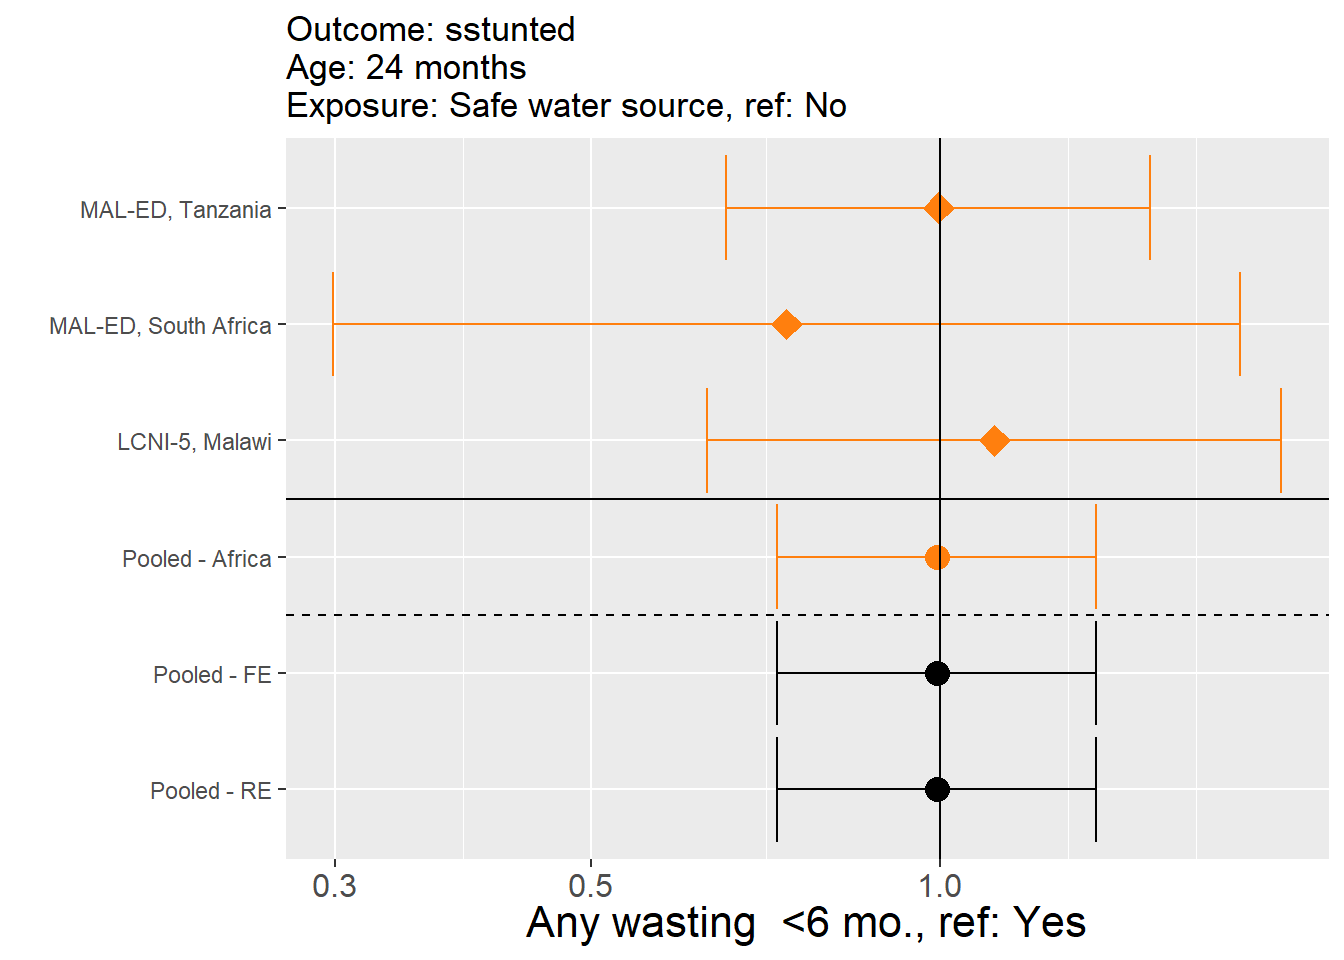 Outcome: sstunted
Age: 24 months
Exposure: Safe water source, ref: No
MAL-ED, Tanzania
MAL-ED, South Africa
LCNI-5, Malawi
Pooled - Africa
Pooled - FE
Pooled - RE
0.3 0.5 1.0
Any wasting  <6 mo., ref: Yes